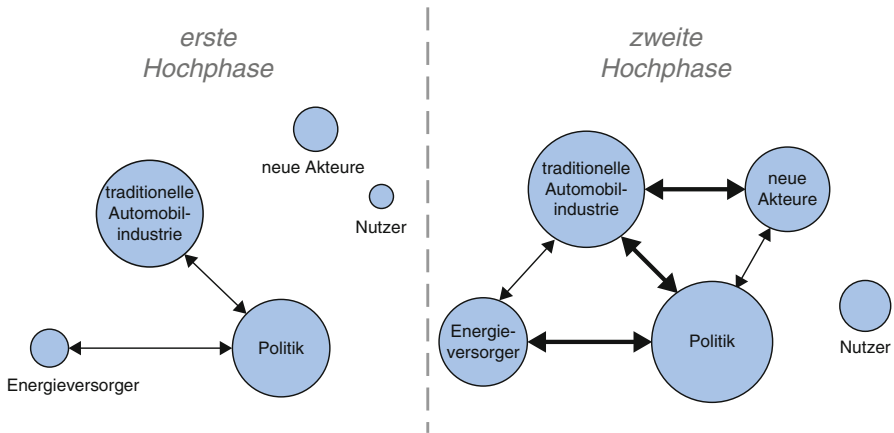 erste
Hochphase
neue Akteure
traditionelle
Automobil-
industrie
Nutzer
Politik
Energieversorger
zweite
Hochphase
traditionelle
Automobil-
industrie
neue
Akteure
Energie-
versorger
Politik
Nutzer